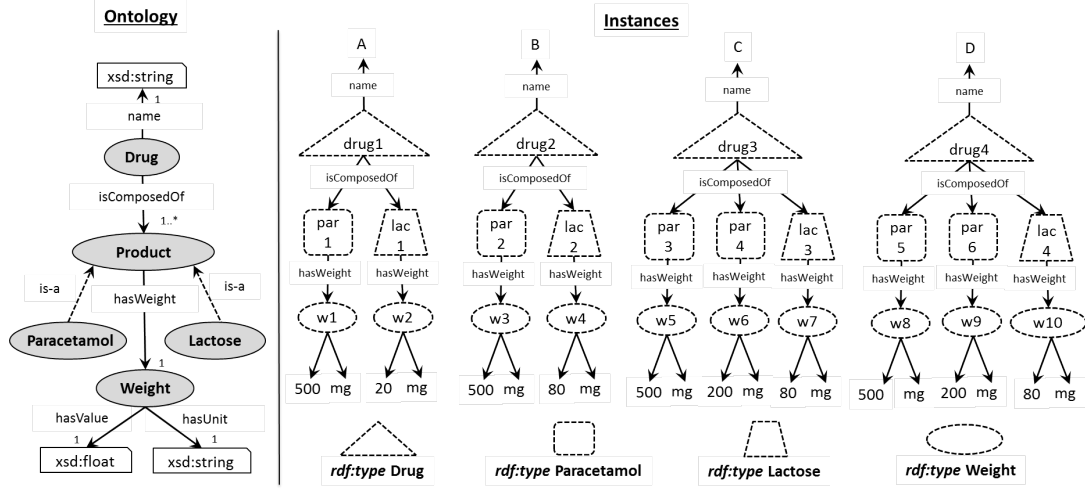 Ontology
xsd:string
1
name
Drug
isComposedOf
1..*
Product
is-a
hasWeight
is-a
Paracetamol
Lactose
1
Weight
hasValue
hasUnit
1
1
xsd:float
xsd:string
Instances
A
name
drug1
isComposedOf
par
1
lac
1
hasWeight
hasWeight
w1
w2
500 mg
20 mg
B
name
drug2
isComposedOf
par
2
lac
2
hasWeight
hasWeight
w3
w4
500 mg
80 mg
C
name
drug3
isComposedOf
par
3
par
4
lac
3
hasWeight
hasWeight
hasWeight
w5
w6
w7
500 mg
200 mg
80 mg
D
name
drug4
isComposedOf
par
5
par
6
lac
4
hasWeight
hasWeight
hasWeight
w8
w9
w10
500 mg
200 mg
80 mg
rdf:type Drug
rdf:type Paracetamol
rdf:type Lactose
rdf:type Weight